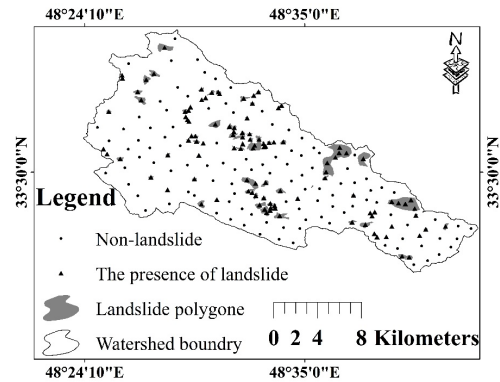 48°24'10"E 48°35'0"E
N
33°30'0"N 33°30'0"N
Legend
Non-landslide
The presence of landslide
Landslide polygone
Watershed boundry
0 2 4 8 Kilometers
48°24'10"E 48°35'0"E